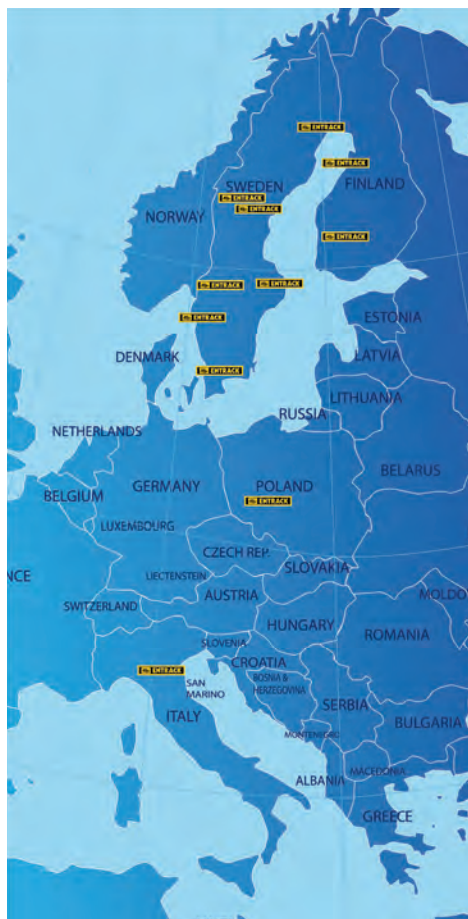 ENTRACK
ENTRACK
SWEDEN
FINLAND
ENTRACK
ENTRACK
NORWAY
ENTRACK
ENTRACK
ENTRACK
ENTRACK
ESTONIA
DENMARK
LATVIA
ENTRACK
LITHUANIA
RUSSIA
NETHERLANDS
BELARUS
GERMANY
POLAND
BELGIUM
ENTRACK
LUXEMBOURG
CZECH REP.
SLOVAKIA
NCE
LIECTENSTEIN
AUSTRIA
MOLDO
SWITZERLAND
HUNGARY
ROMANIA
SLOVENIA
CROATIA
ENTRACK
BOSNIA &
HERZEGOVINA
SAN
MARINO
SERBIA
ITALY
BULGARIA
MONTENEGRO
MACEDONIA
ALBANIA
GREECE